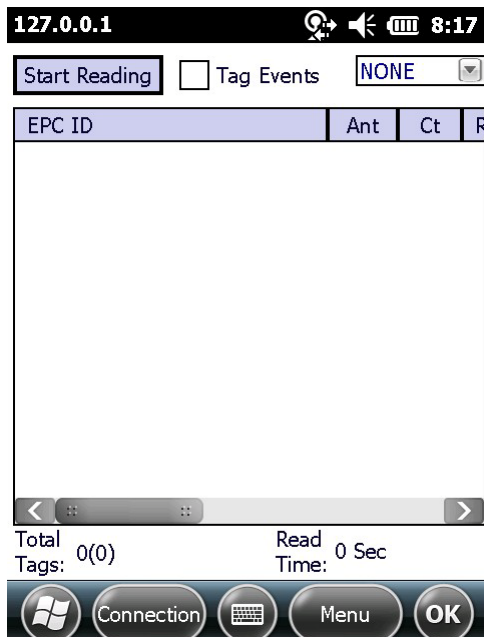 127.0.0.1 8:17
Start Reading Tag Events NONE
EPC ID Ant Ct
Total Tags: 0(0) Read Time: 0 Sec
Connection Menu OK